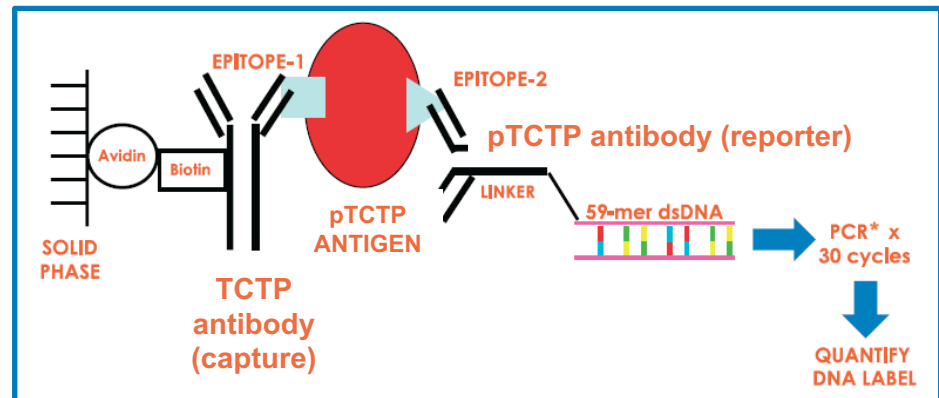 EPITOPE-1
EPITOPE-2
pTCTP antibody (reporter)
Avidin
Biotin
LINKER
59-mer dsDNA
pTCTP
ANTIGEN
SOLID
PHASE
TCTP
antibody
(capture)
PCR* x
30 cycles
QUANTIFY
DNA LABEL